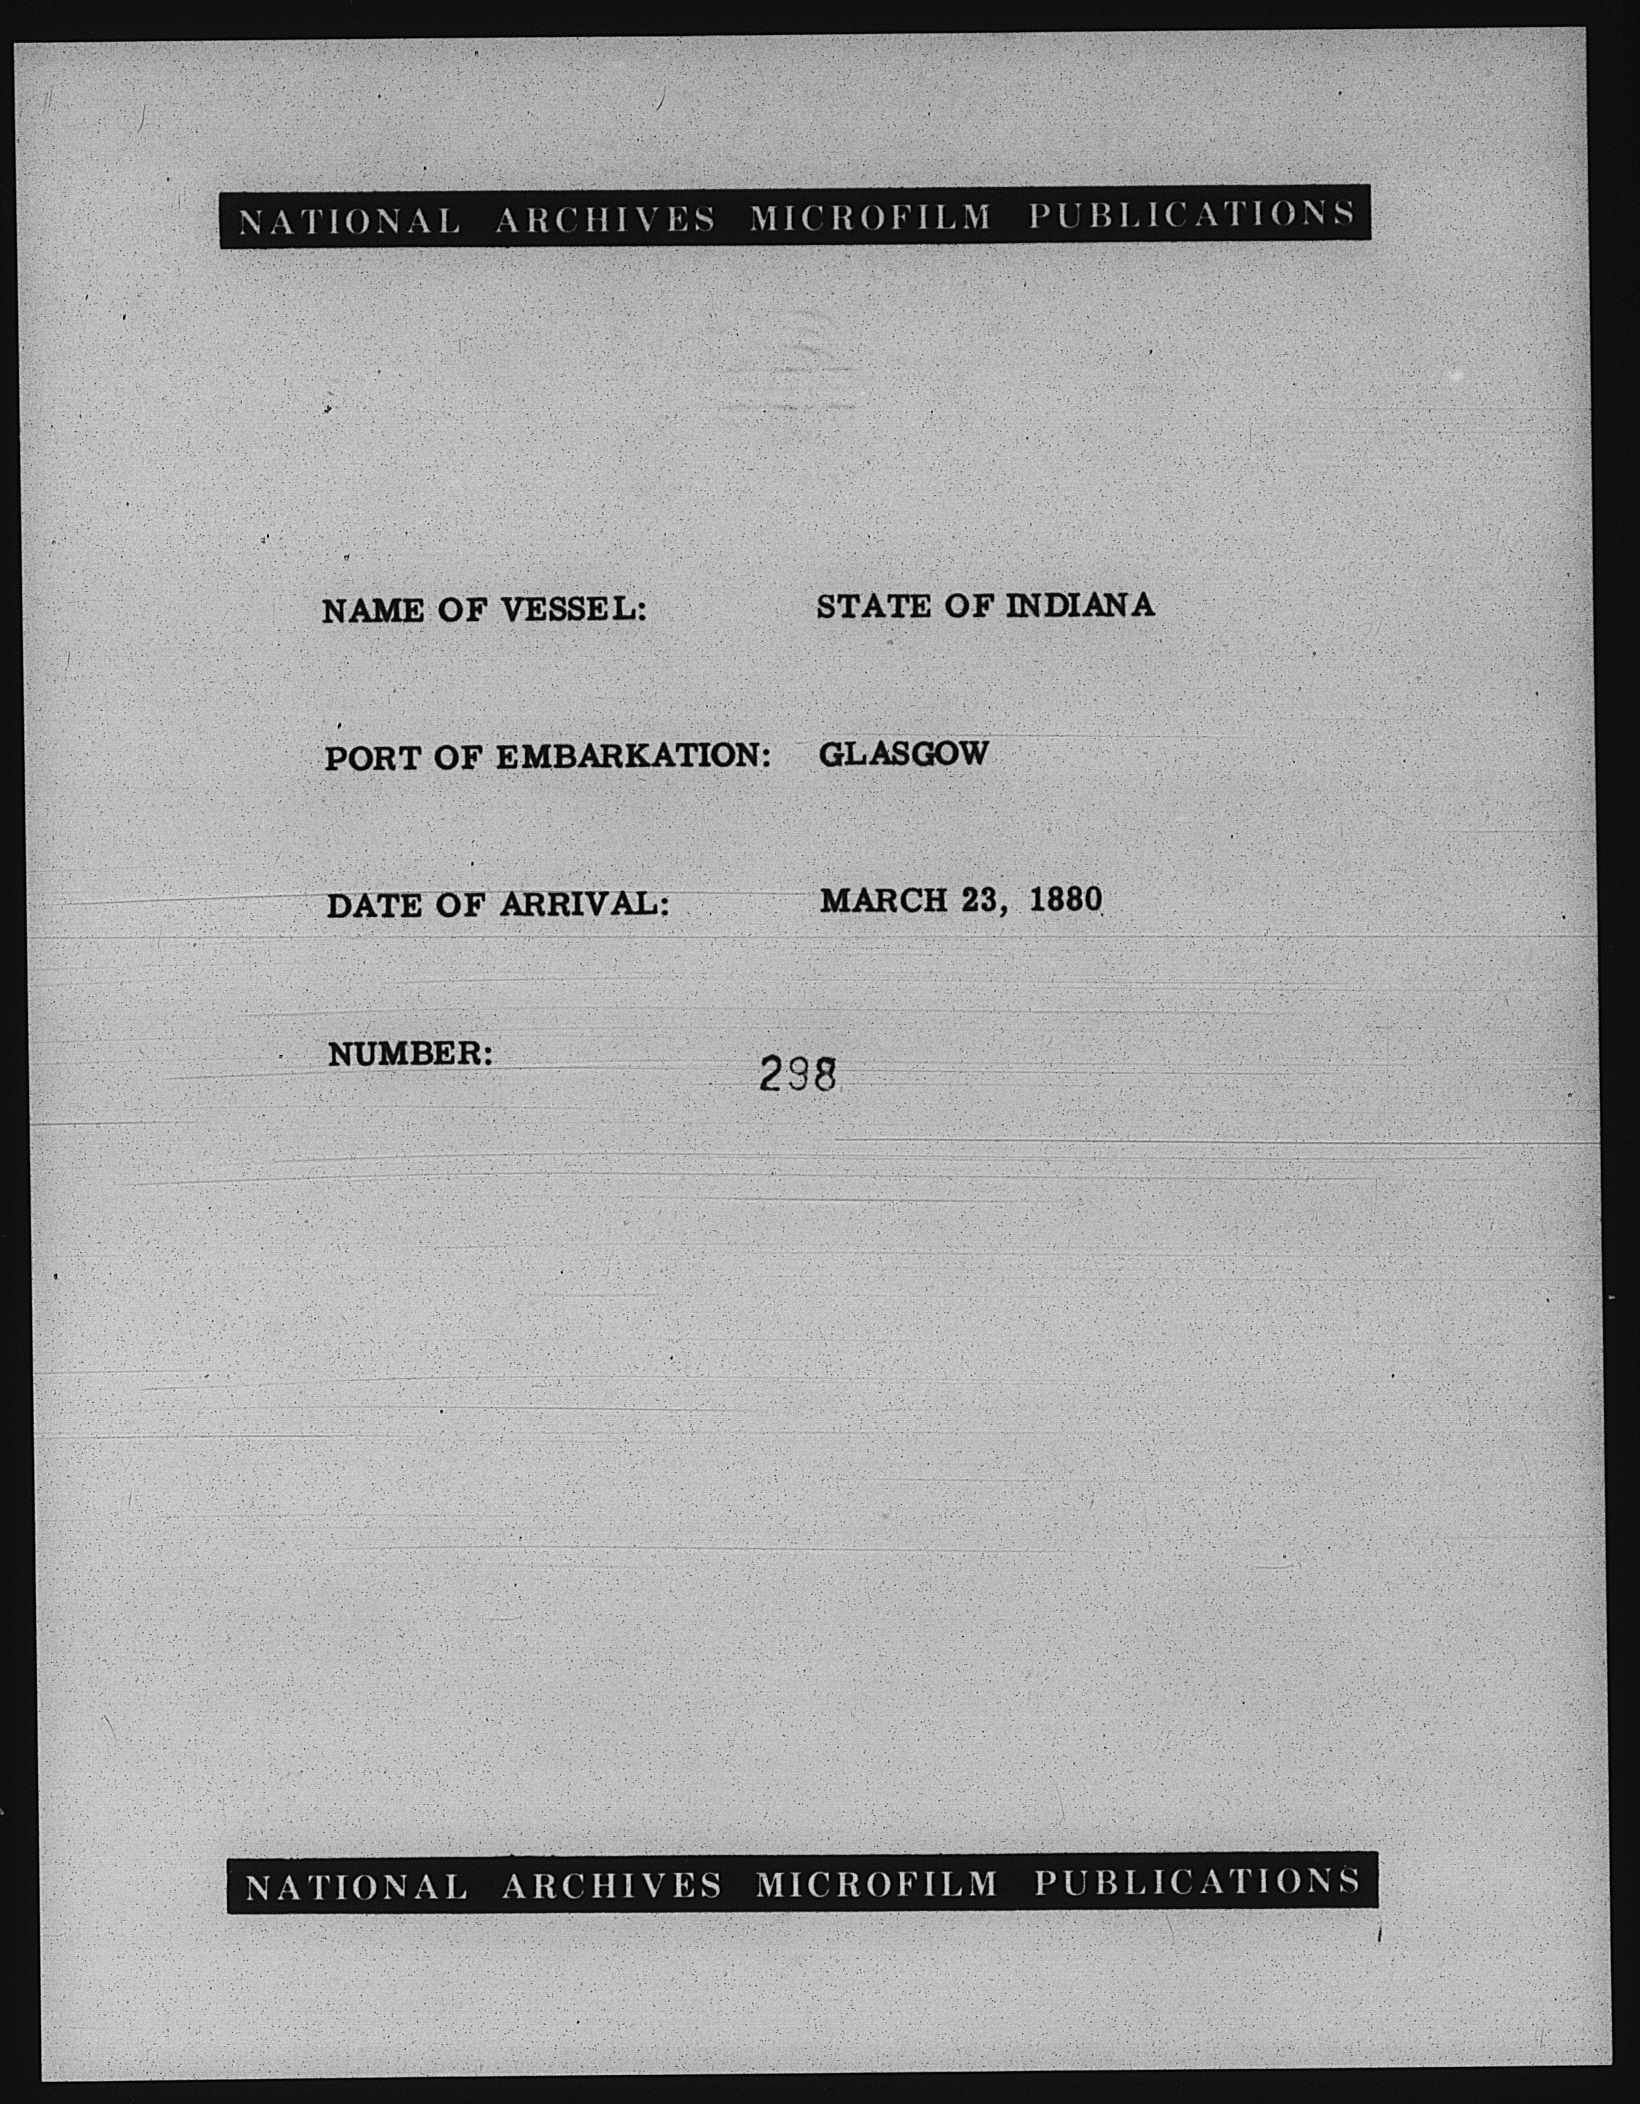 NATIONAL ARCHIVES MICROFILM PUBLICATIONS
NAME OF VESSEL: STATE OF INDIANA
PORT OF EMBARKATION: GLASGOW
DATE OF ARRIVAL: MARCH 23, 1880
NUMBER: 298
NATIONAL ARCHIVES MICROFILM PUBLICATIONS